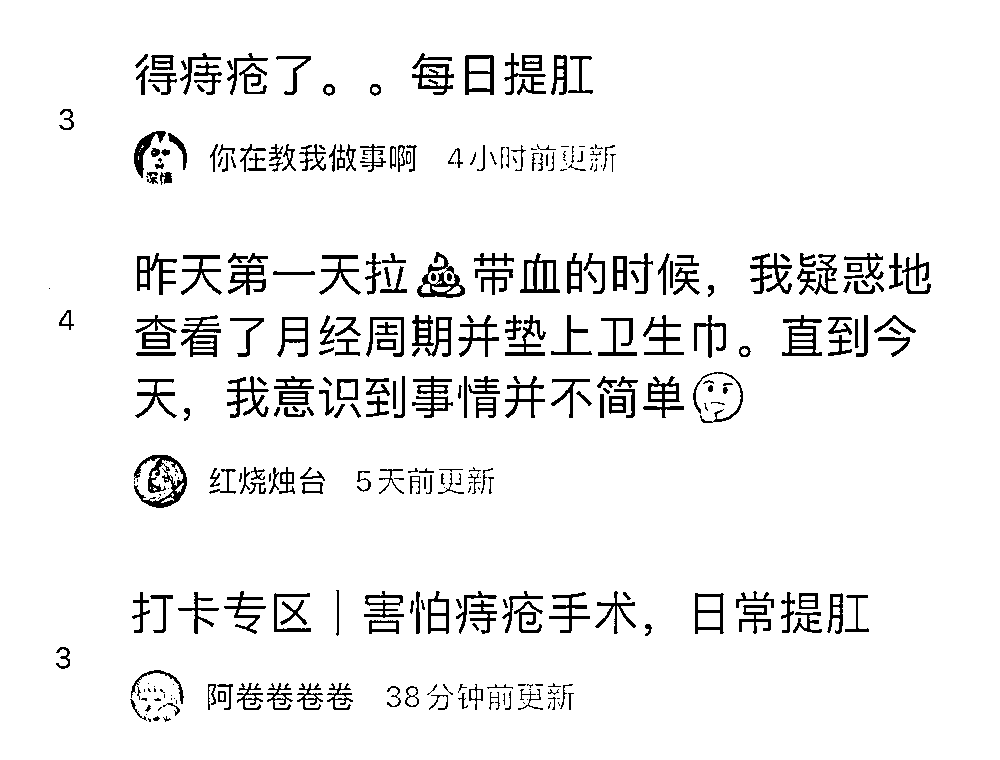 得痔疮了。。每日提肛
3
深情
你在教我做事啊 4小时前更新
昨天第一天拉💩带血的时候，我疑惑地
4
查看了月经周期并垫上卫生巾。直到今
天，我意识到事情并不简单🤔
红烧烛台 5天前更新
打卡专区｜害怕痔疮手术，日常提肛
3
阿卷卷卷卷 38分钟前更新